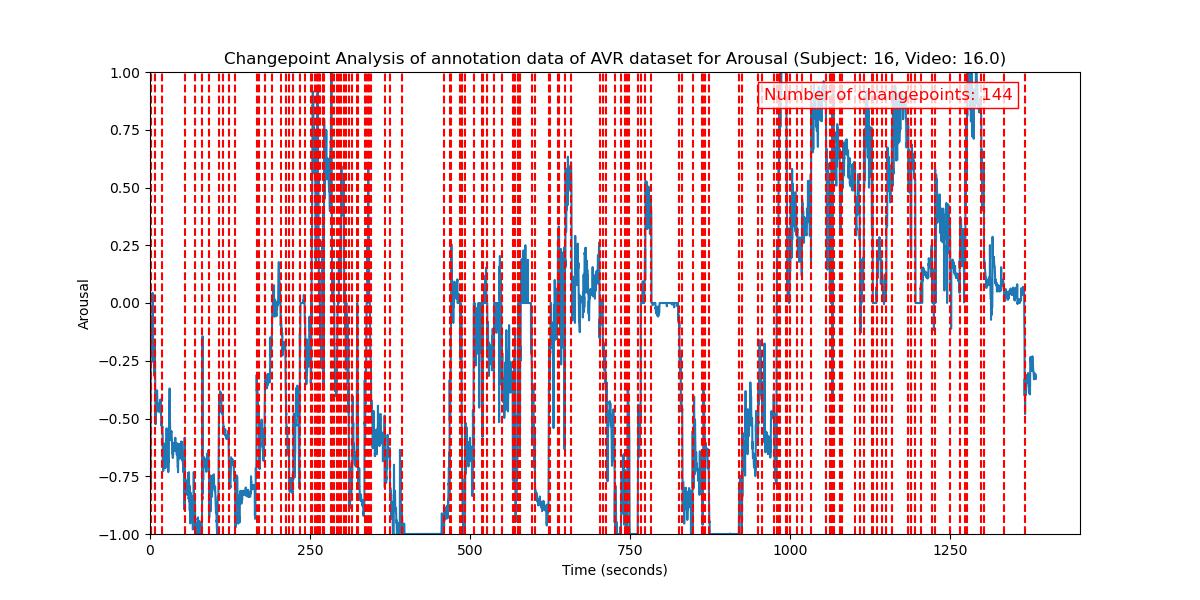 Changepoint Analysis of annotation data of AVR dataset for Arousal (Subject: 16, Video: 16.0)
Number of changepoints: 144
1.00
0.75
0.50
0.25
0.00
−0.25
−0.50
−0.75
−1.00
Arousal
0 250 500 750 1000 1250
Time (seconds)